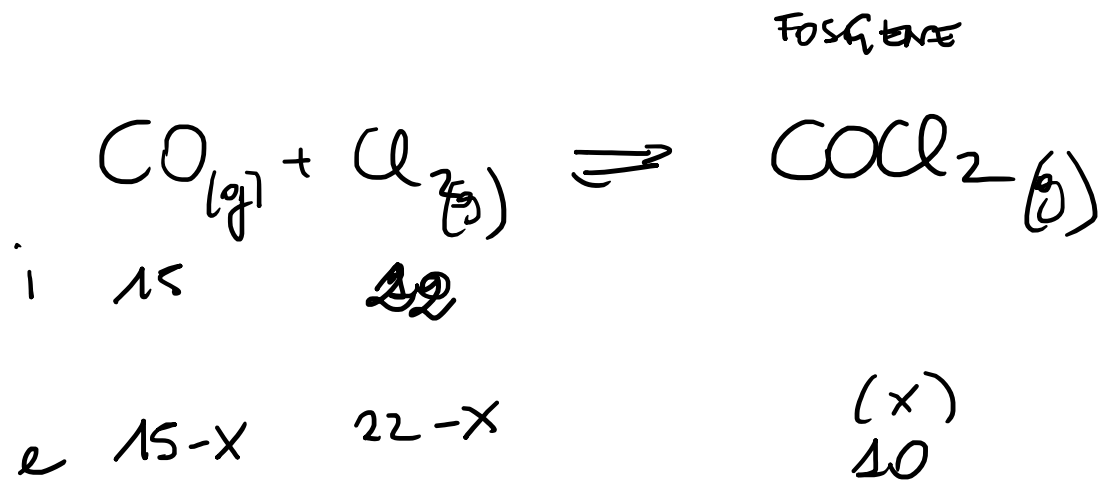 FOSGENE
CO(g) + Cl2(g) ⇌ COCl2(g)
i 15
(x)
e 15-x 22-x 10